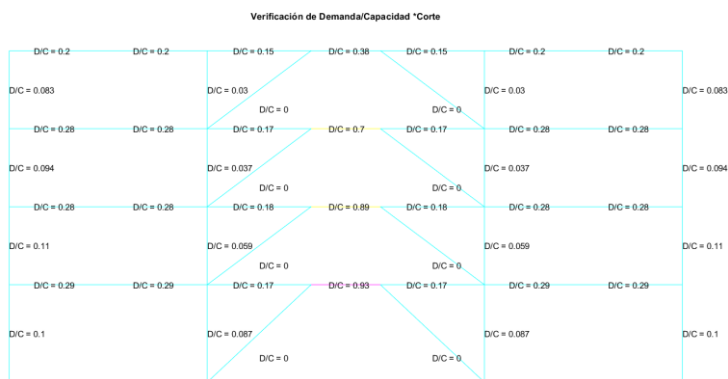 Verificación de Demanda/Capacidad *Corte
D/C = 0.2 D/C = 0.2 D/C = 0.15 D/C = 0.38 D/C = 0.15 D/C = 0.2 D/C = 0.2
D/C = 0.083 D/C = 0.03 D/C = 0.03 D/C = 0.083
D/C = 0 D/C = 0
D/C = 0.28 D/C = 0.28 D/C = 0.17 D/C = 0.7 D/C = 0.17 D/C = 0.28 D/C = 0.28
D/C = 0.094 D/C = 0.037 D/C = 0.037 D/C = 0.094
D/C = 0 D/C = 0
D/C = 0.28 D/C = 0.28 D/C = 0.18 D/C = 0.89 D/C = 0.18 D/C = 0.28 D/C = 0.28
D/C = 0.11 D/C = 0.059 D/C = 0.059 D/C = 0.11
D/C = 0 D/C = 0
D/C = 0.29 D/C = 0.29 D/C = 0.17 D/C = 0.93 D/C = 0.17 D/C = 0.29 D/C = 0.29
D/C = 0.1 D/C = 0.087 D/C = 0.087 D/C = 0.1
D/C = 0 D/C = 0